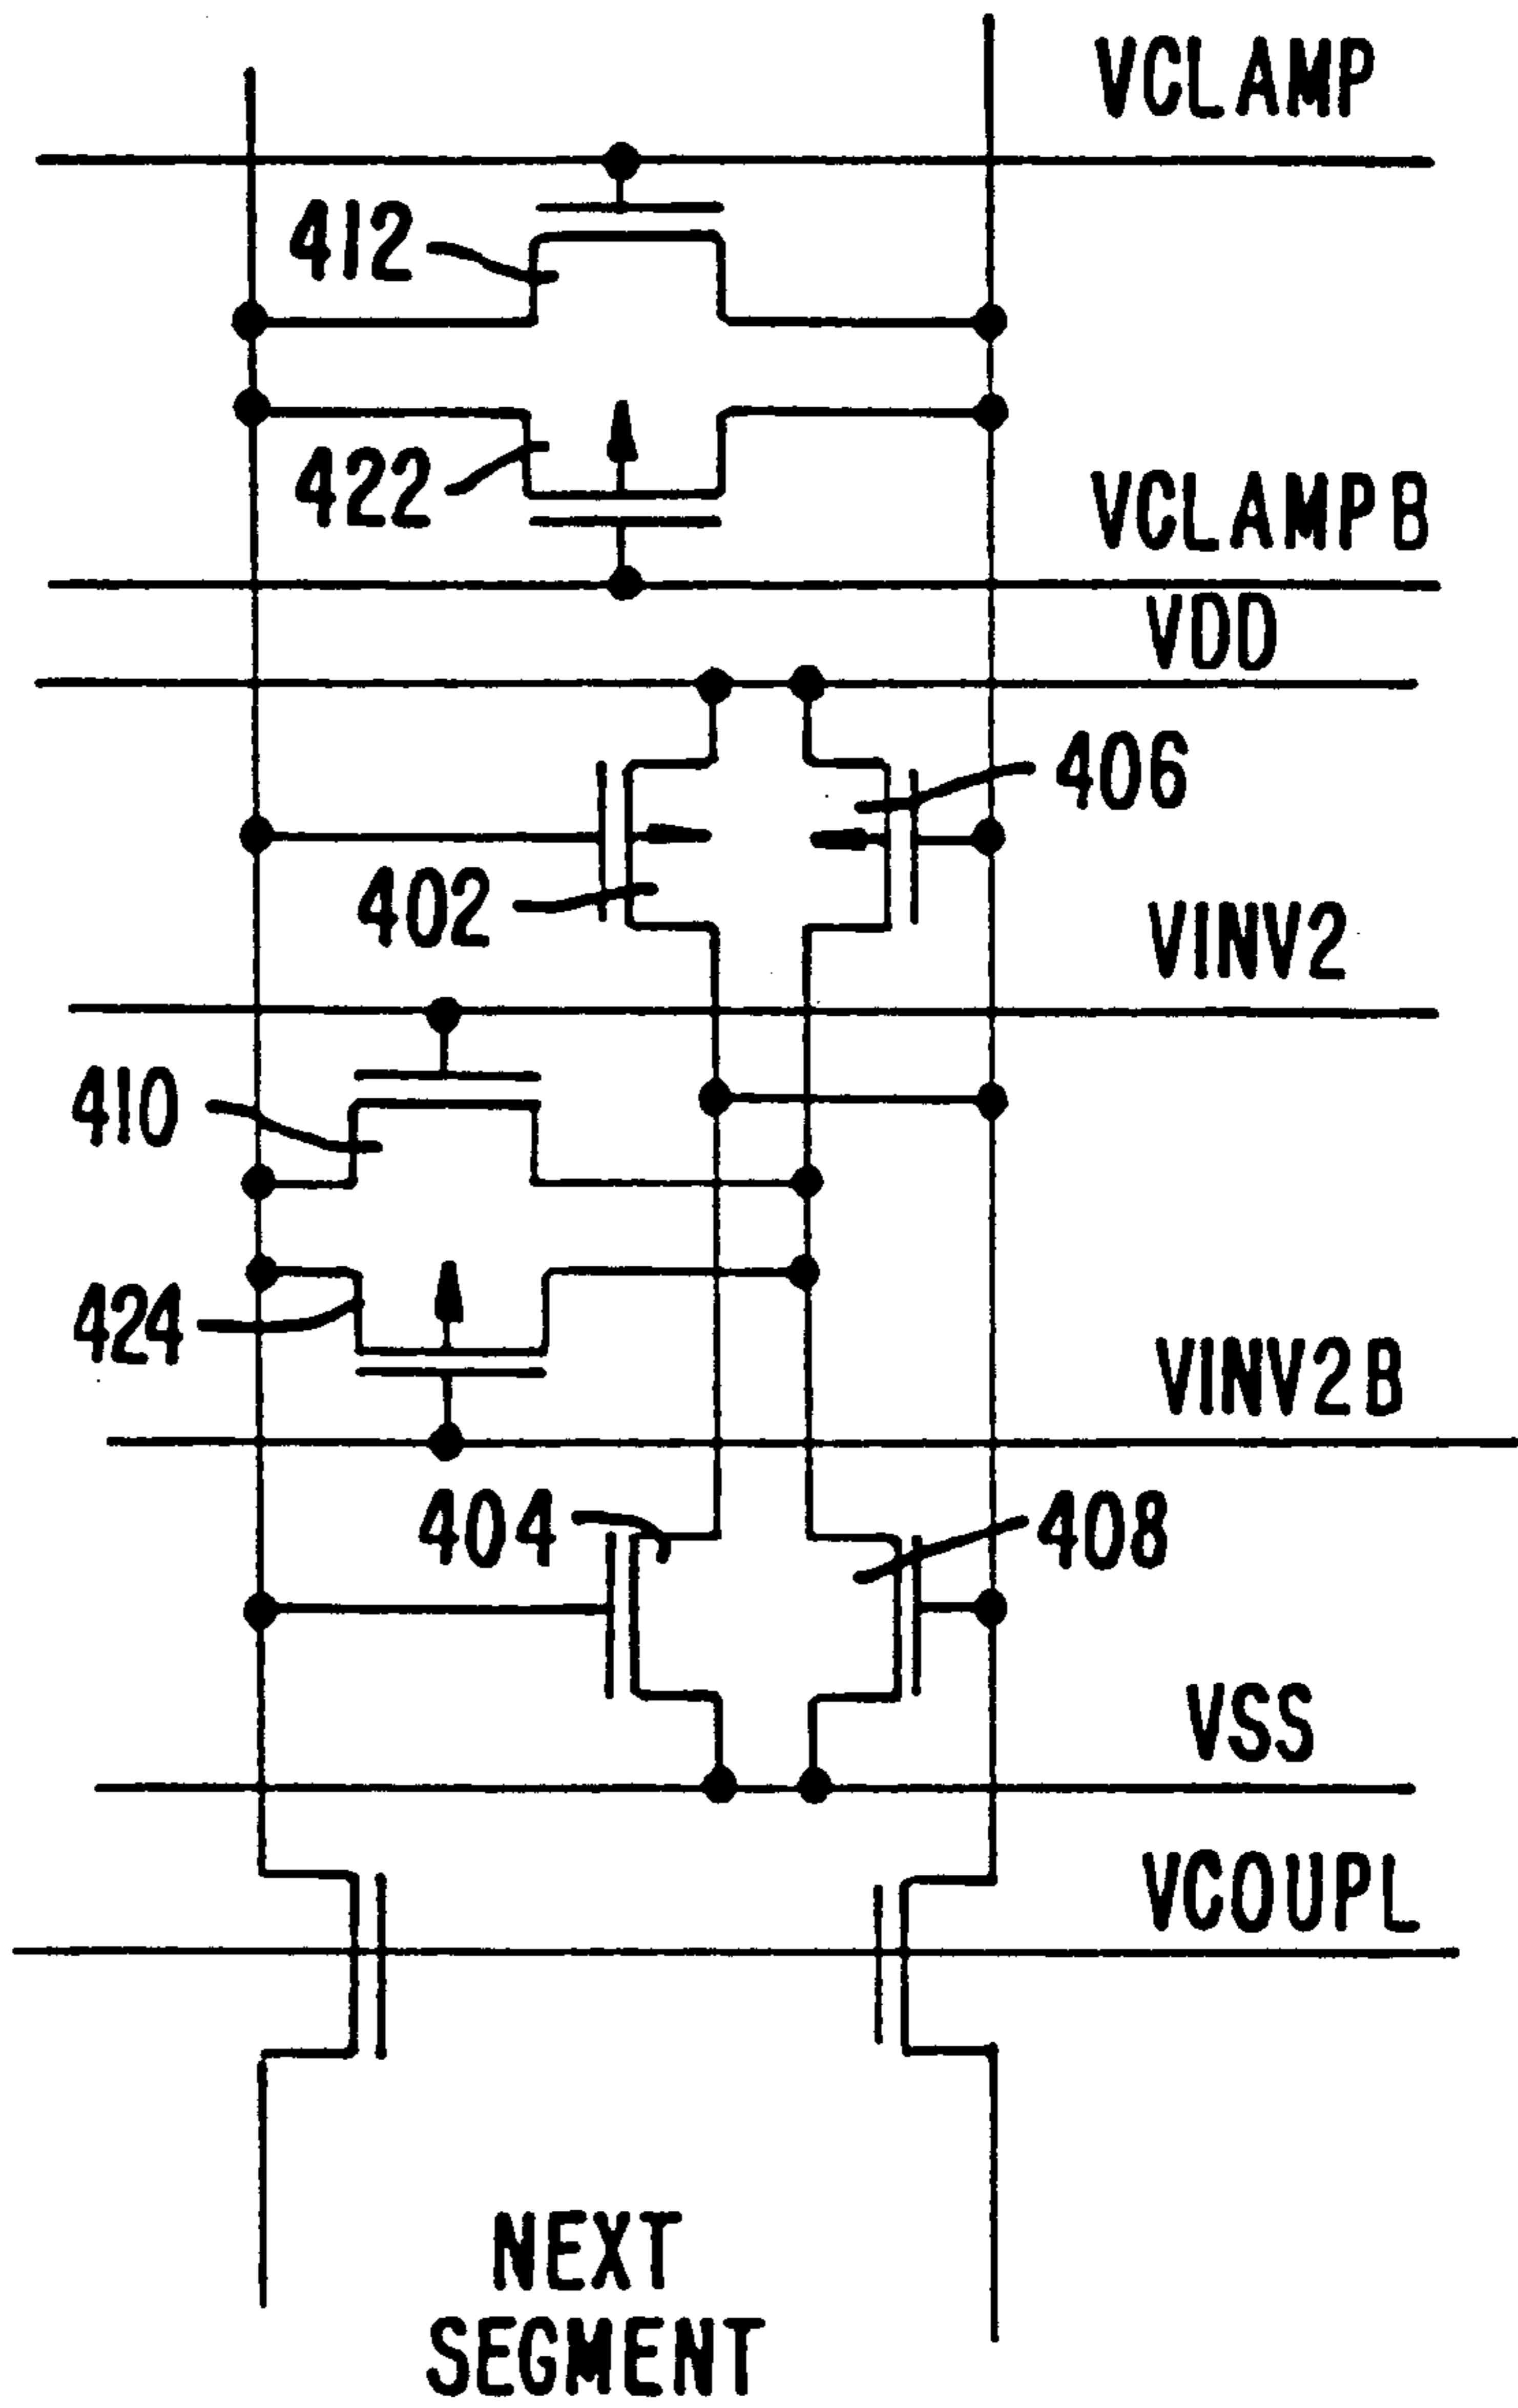 VCLAMP
412
422
VCLAMPB
VDD
406
402
VINV2
410
424
VINV2B
404
408
VSS
VCOUPL
NEXT
SEGMENT